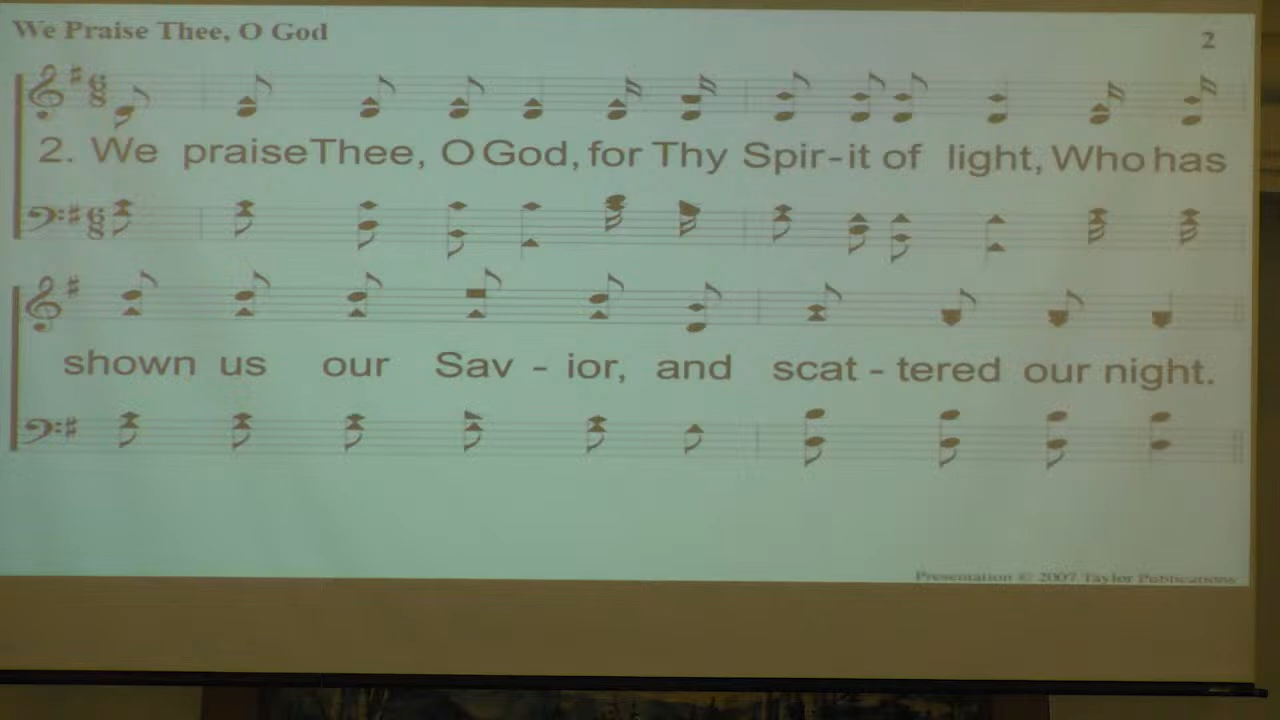 We Praise Thee, O God
2
2. We praise Thee, O God, for Thy Spir-it of light, Who has
shown us our Sav - ior, and scat - tered our night.
Presentation © 2007 Taylor Publications